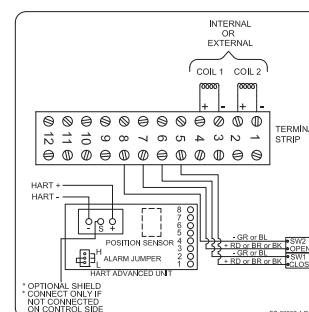 INTERNAL
OR
EXTERNAL
COIL 1 COIL 2
+ - + -
12 11 10 9 8 7 6 5 4 3 2 1
TERMINA
STRIP
HART +
HART -
- S +
8
7
6
5
4
3
2
1
POSITION SENSOR
H
L
ALARM JUMPER
HART ADVANCED UNIT
- GR or BL
+ RD or BR or BK
- GR or BL
+ RD or BR or BK
SW2
OPEN
SW1
CLOS
* OPTIONAL SHIELD
* CONNECT ONLY IF
NOT CONNECTED
ON CONTROL SIDE